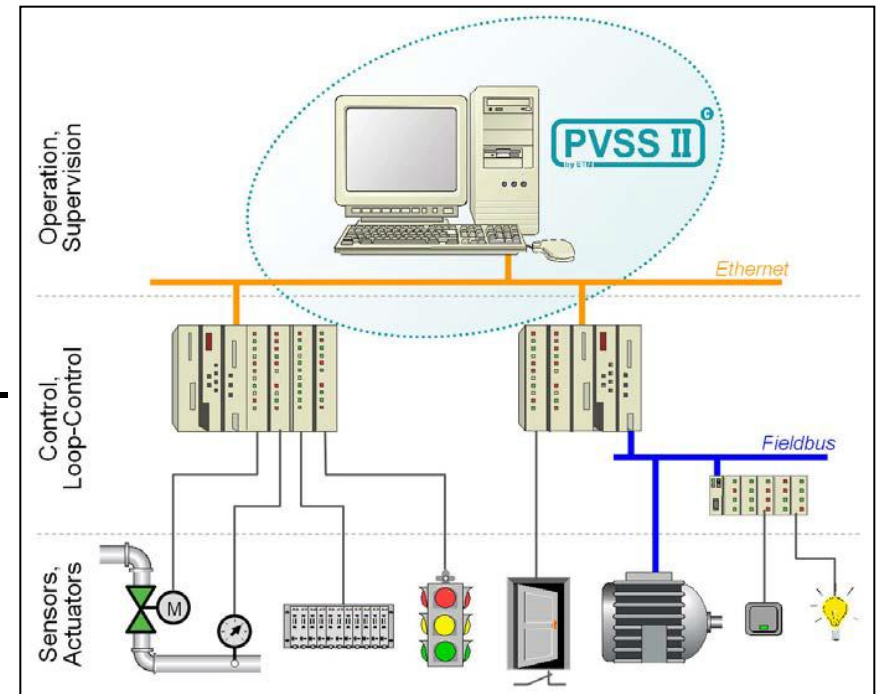 Operation,
Supervision
PVSS II
©
by ETM
Ethernet
Control,
Loop-Control
Fieldbus
Sensors,
Actuators
M